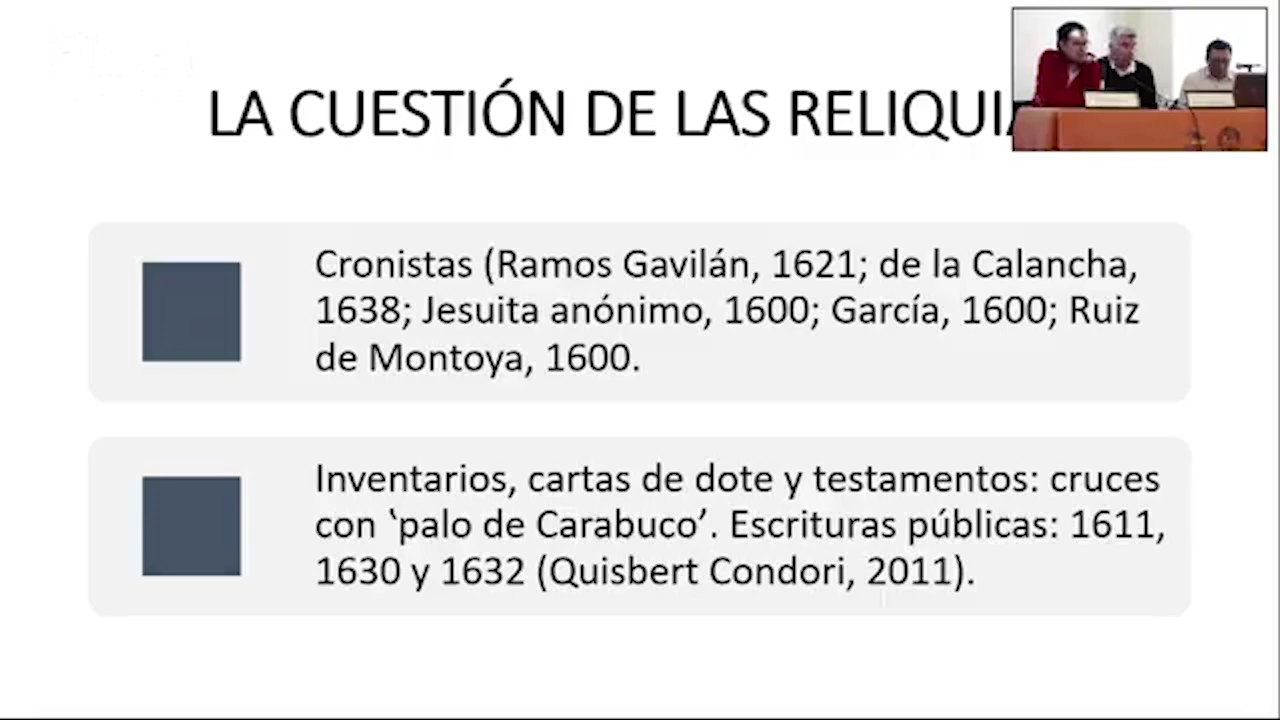 LA CUESTIÓN DE LAS RELIQUI
Cronistas (Ramos Gavilán, 1621; de la Calancha,
1638; Jesuita anónimo, 1600; García, 1600; Ruiz
de Montoya, 1600.
Inventarios, cartas de dote y testamentos: cruces
con ‛palo de Carabuco’. Escrituras públicas: 1611,
1630 y 1632 (Quisbert Condori, 2011).